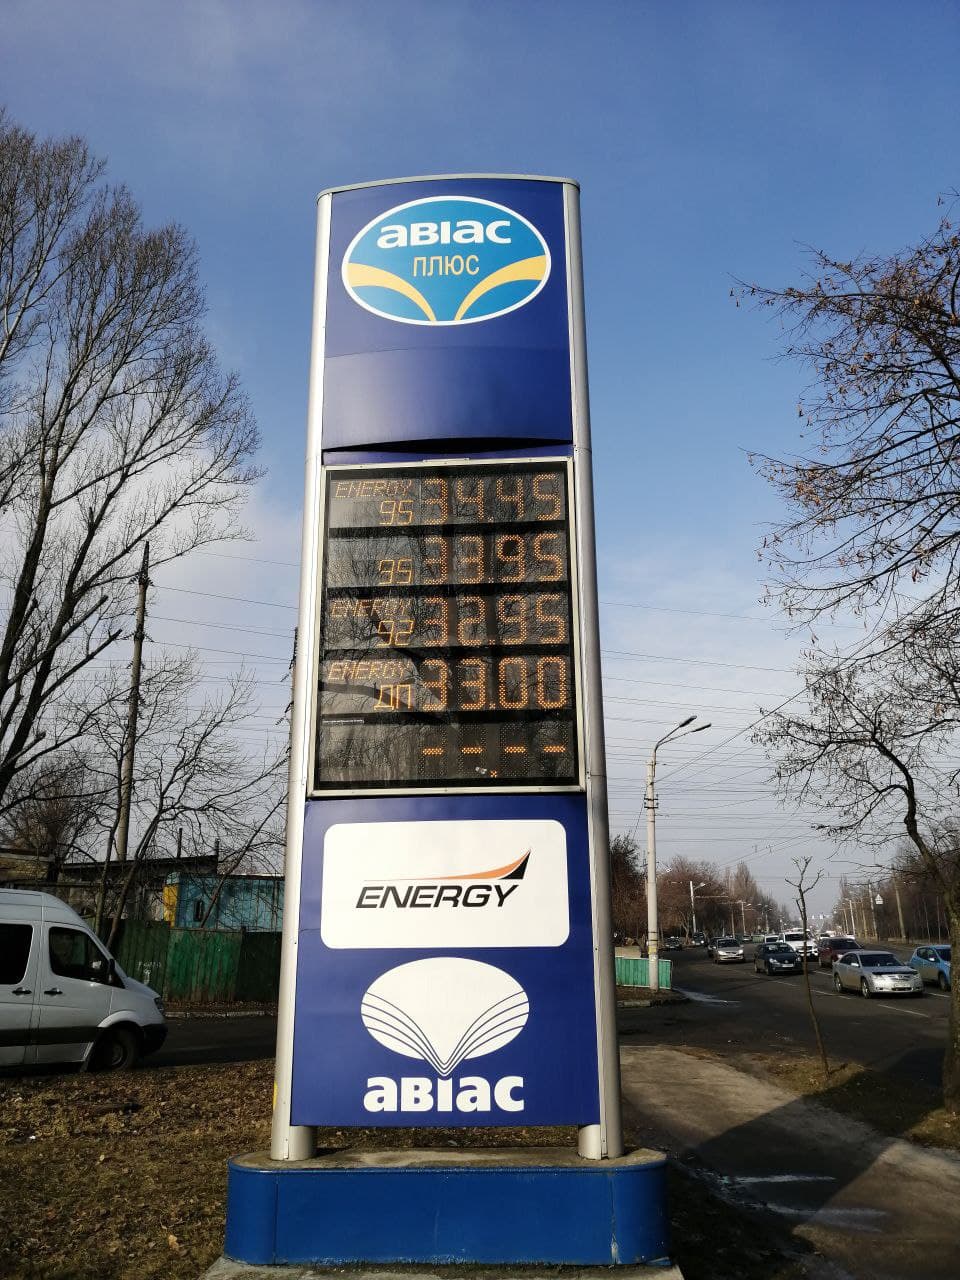 авіас
ПЛЮС
ENERGY
95 34.45
95 33.95
ENERGY
92 32.95
ENERGY
ДП 33.00
- - - -
ENERGY
авіас